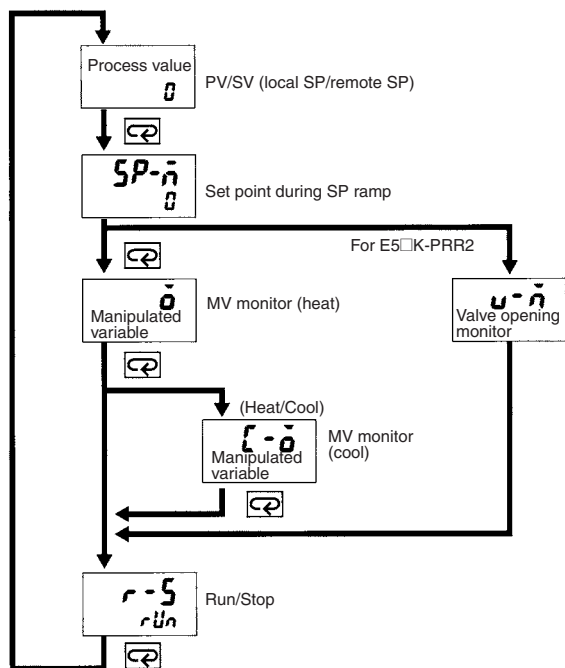 Process value
0
PV/SV (local SP/remote SP)
SP-m
0
Set point during SP ramp
For E5□K-PRR2
o
Manipulated
variable
MV monitor (heat)
u-m
Valve opening
monitor
(Heat/Cool)
C-o
Manipulated
variable
MV monitor
(cool)
r-S
rUn
Run/Stop